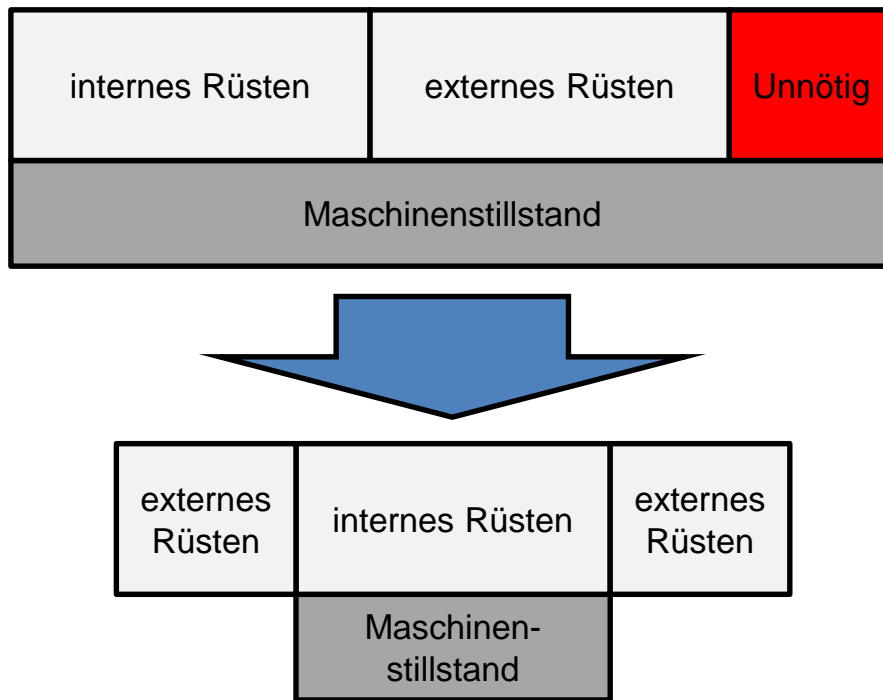 internes Rüsten
externes Rüsten
Unnötig
Maschinenstillstand
externes
Rüsten
internes Rüsten
externes
Rüsten
Maschinen-
stillstand